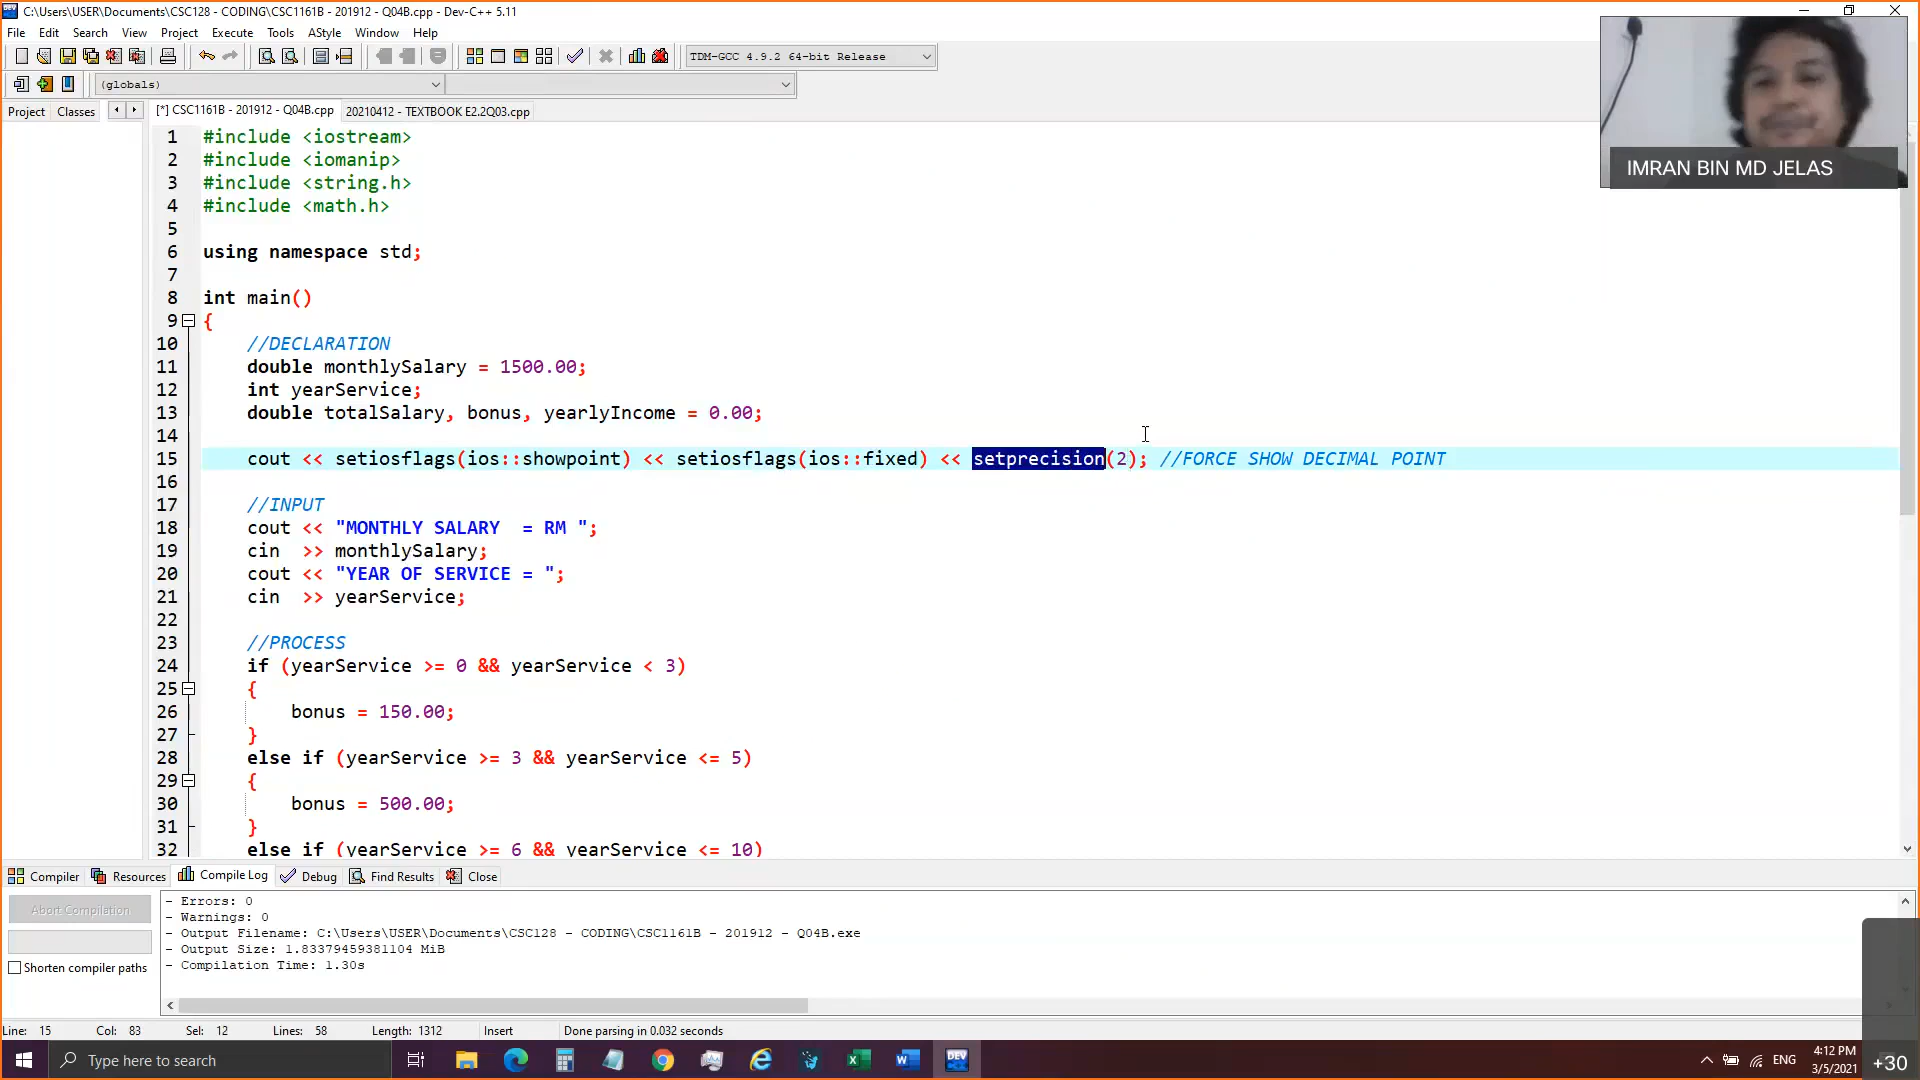 C:\Users\USER\Documents\CSC128 - CODING\CSC1161B - 201912 - Q04B.cpp - Dev-C++ 5.11
File Edit Search View Project Execute Tools AStyle Window Help
TDM-GCC 4.9.2 64-bit Release
(globals)
Project Classes [*] CSC1161B - 201912 - Q04B.cpp 20210412 - TEXTBOOK E2.2Q03.cpp
IMRAN BIN MD JELAS
1 #include <iostream>
2 #include <iomanip>
3 #include <string.h>
4 #include <math.h>
5
6 using namespace std;
7
8 int main()
9 {
10 //DECLARATION
11 double monthlySalary = 1500.00;
12 int yearService;
13 double totalSalary, bonus, yearlyIncome = 0.00;
14
15 cout << setiosflags(ios::showpoint) << setiosflags(ios::fixed) << setprecision(2); //FORCE SHOW DECIMAL POINT
16
17 //INPUT
18 cout << "MONTHLY SALARY  = RM ";
19 cin  >> monthlySalary;
20 cout << "YEAR OF SERVICE = ";
21 cin  >> yearService;
22
23 //PROCESS
24 if (yearService >= 0 && yearService < 3)
25 {
26 bonus = 150.00;
27 }
28 else if (yearService >= 3 && yearService <= 5)
29 {
30 bonus = 500.00;
31 }
32 else if (yearService >= 6 && yearService <= 10)
Compiler Resources Compile Log Debug Find Results Close
Abort Compilation
Shorten compiler paths
- Errors: 0
- Warnings: 0
- Output Filename: C:\Users\USER\Documents\CSC128 - CODING\CSC1161B - 201912 - Q04B.exe
- Output Size: 1.83379459381104 MiB
- Compilation Time: 1.30s
Line: 15 Col: 83 Sel: 12 Lines: 58 Length: 1312 Insert Done parsing in 0.032 seconds
Type here to search
DEV
ENG
4:12 PM
3/5/2021
+30